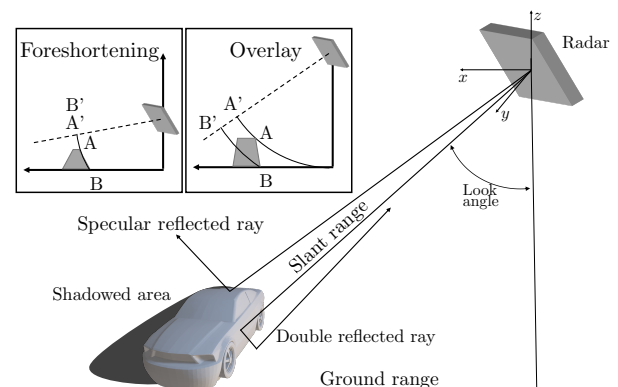 Foreshortening
B'
A'
A
B
Overlay
A'
B'
A
B
z
Radar
x
y
Look
angle
Specular reflected ray
Slant range
Shadowed area
Double reflected ray
Ground range